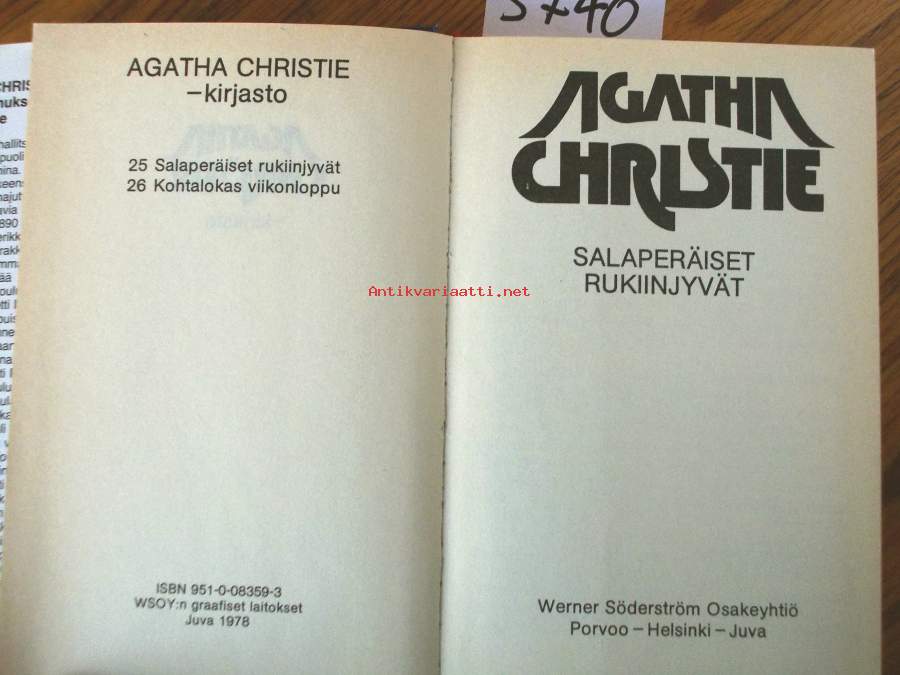 5x40
AGATHA CHRISTIE
–kirjasto
25 Salaperäiset rukiinjyvät
26 Kohtalokas viikonloppu
ISBN 951-0-08359-3
WSOY:n graafiset laitokset
Juva 1978
AGATHA
CHRISTIE
SALAPERÄISET
RUKIINJYVÄT
Antikvariaatti.net
Werner Söderström Osakeyhtiö
Porvoo – Helsinki – Juva